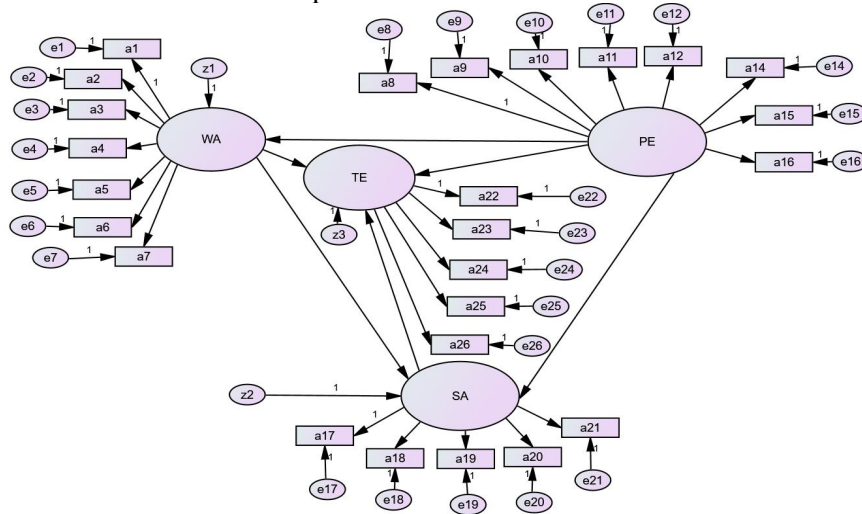 e11 e12
e9 e10
e8
e1 1 a1
1 1 1 1
z1
a10 a11 a12
e2 1 a2
1
a9
a14 1 e14
1
a8
e3 1 a3
1
1
a15 1 e15
e4 1 a4
WA
PE
a16 1 e16
e5 1 a5
TE
1 a22 1 e22
e6 1 a6
1
z3
a23 1 e23
e7 1 a7
a24 1 e24
a25 1 e25
a26 1 e26
z2 1
SA
1
a17
a21
1
a18 a19 a20
1
1 1 1
e17
e18 e19 e20 e21